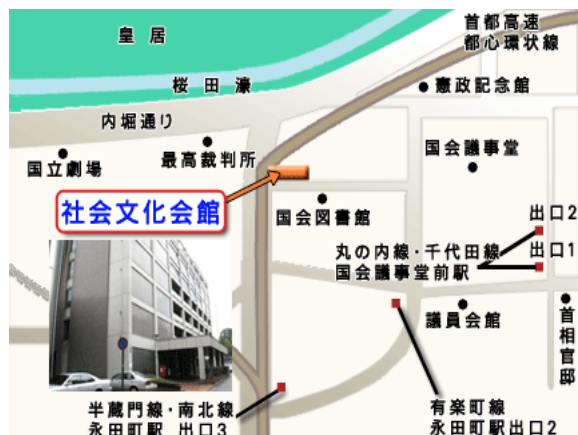 皇居
首都高速
都心環状線
桜田濠
憲政記念館
内堀通り
国立劇場
最高裁判所
国会議事堂
社会文化会館
国会図書館
出口2
丸の内線・千代田線
国会議事堂前駅
出口1
議員会館
首相官邸
半蔵門線・南北線
永田町駅 出口3
有楽町線
永田町駅出口2